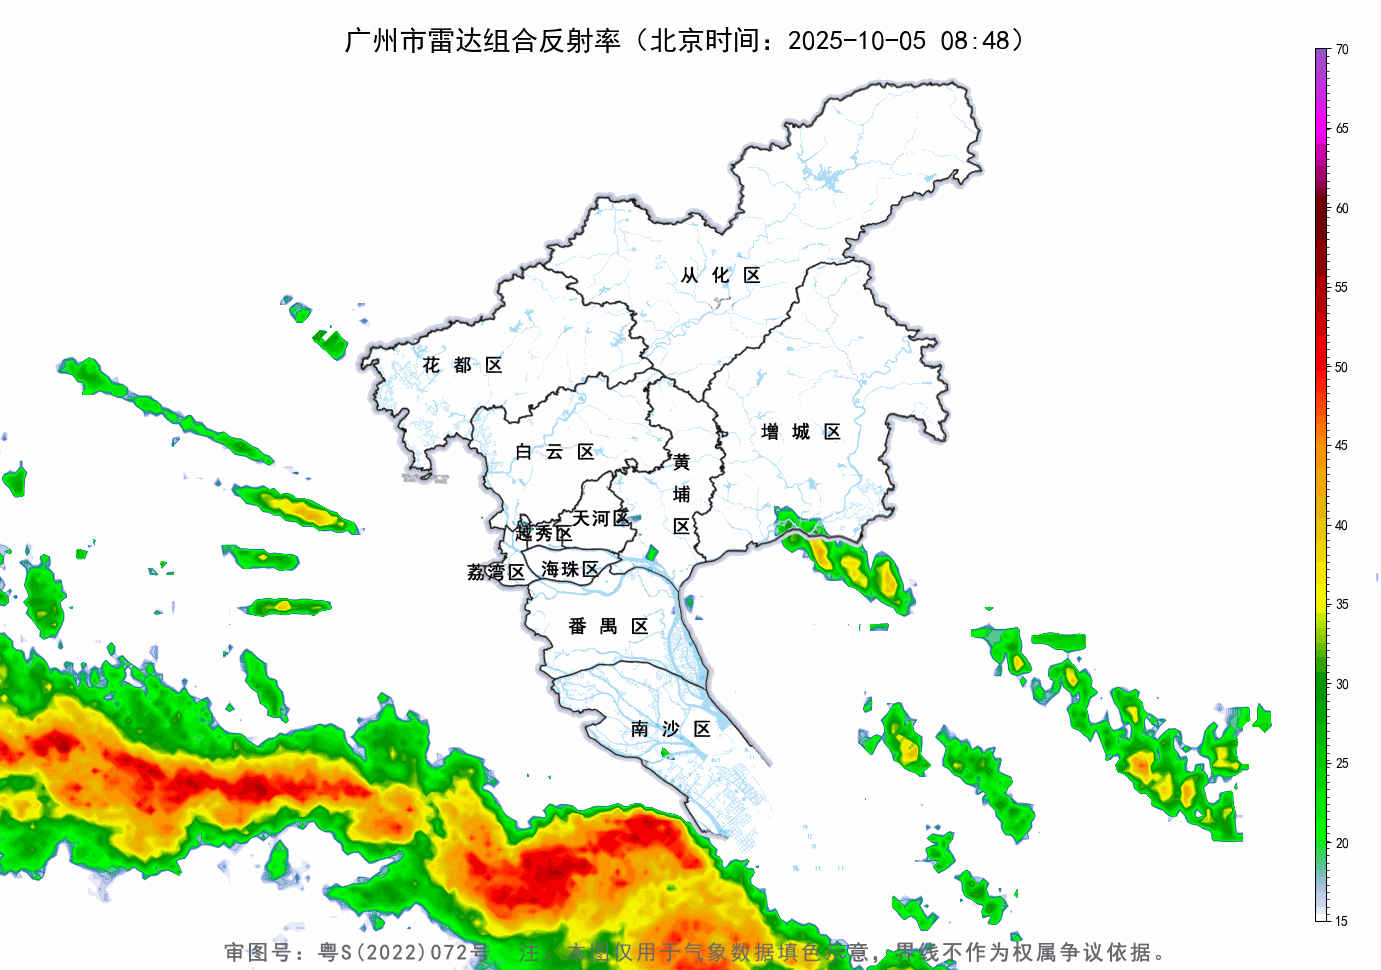 广州市雷达组合反射率（北京时间：2025-10-05 08:48）
70
65
60
55
50
45
40
35
30
25
20
15
从化区
花都区
增城区
白云区
黄埔区
天河区
越秀区
海珠区
荔湾区
番禺区
南沙区
审图号：粤S(2022)072号 注：本图仅用于气象数据填色示意，界线不作为权属争议依据。